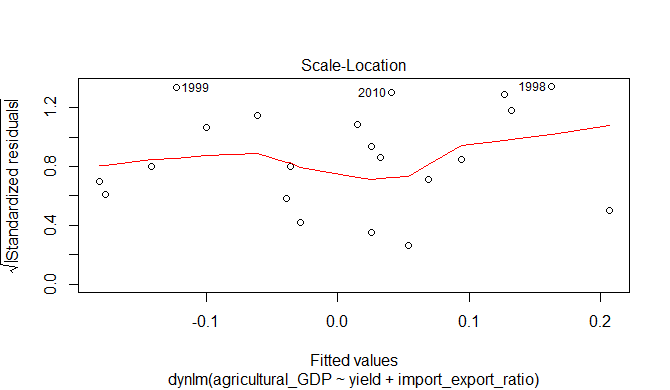 Scale-Location
√|Standardized residuals|
1.2
0.8
0.4
0.0
1999
2010
1998
-0.1 0.0 0.1 0.2
Fitted values
dynlm(agricultural_GDP ~ yield + import_export_ratio)